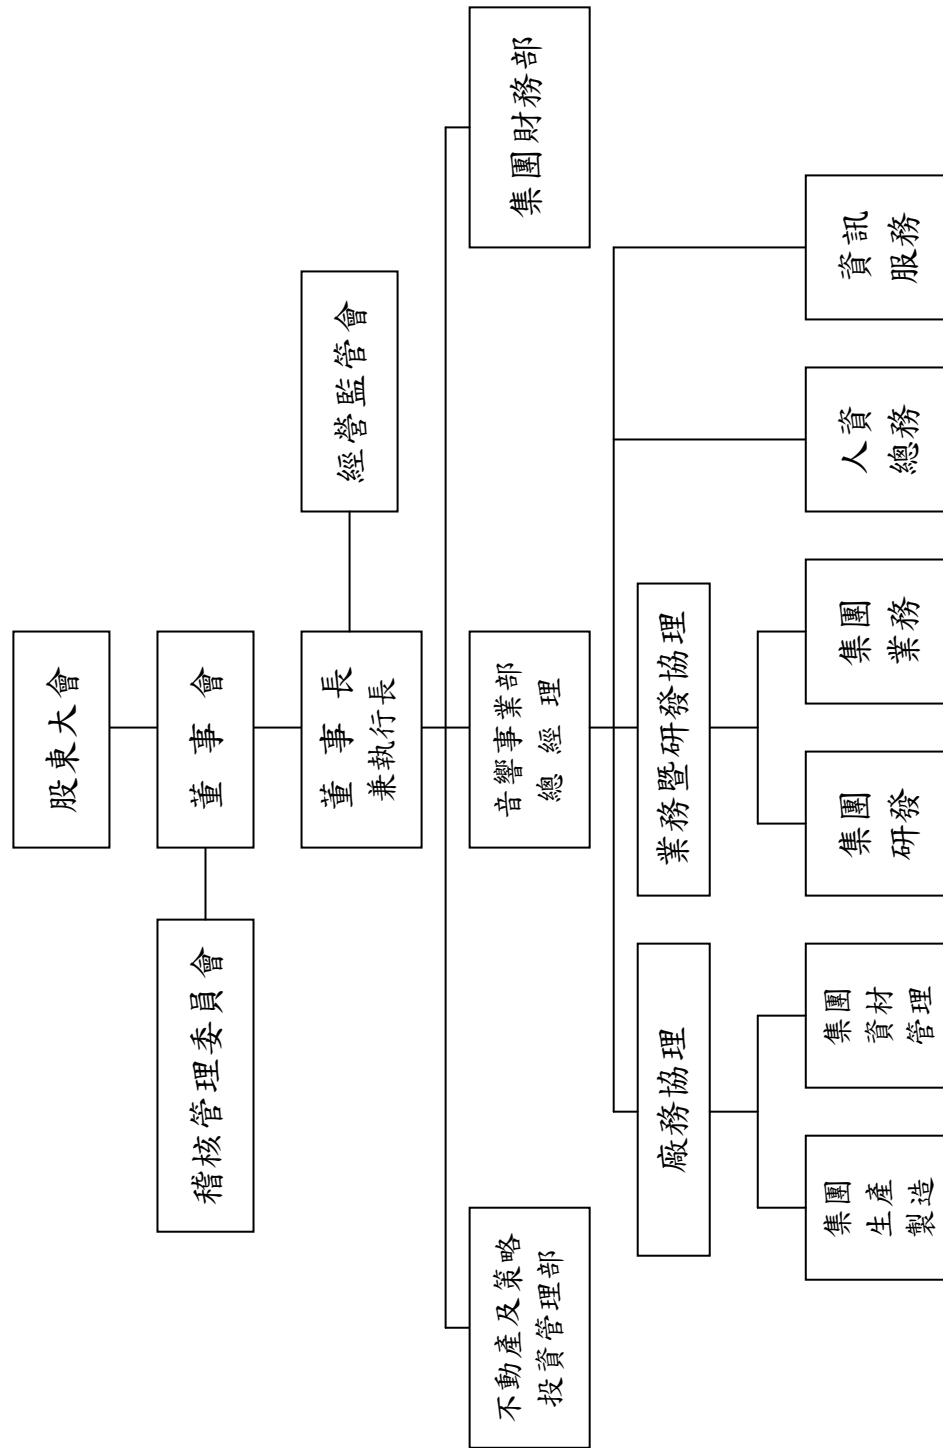 股東大會
稽核管理委員會
董事會
董事長
兼執行長
經營監管會
不動產及策略
投資管理部
音響事業部
總經理
集團財務部
廠務協理
業務暨研發協理
集團
生產
製造
集團
資材
管理
集團
研發
集團
業務
人資
總務
資訊
服務